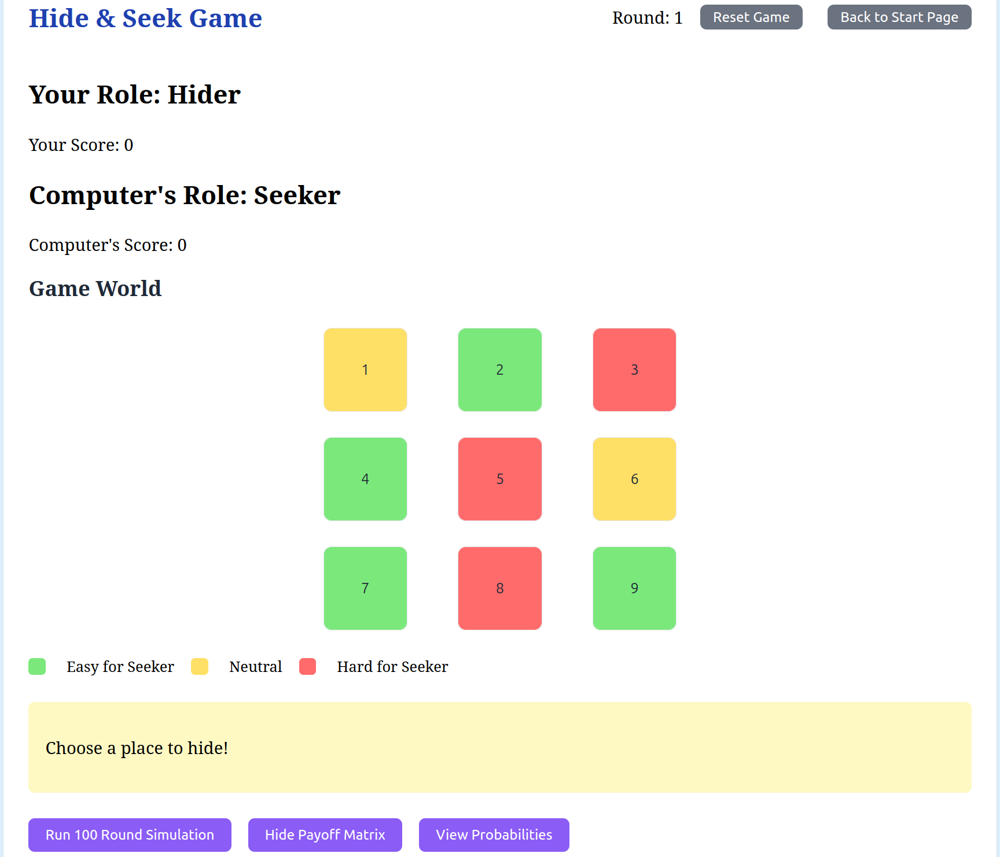 Hide & Seek Game
Round: 1
Reset Game
Back to Start Page
Your Role: Hider
Your Score: 0
Computer's Role: Seeker
Computer's Score: 0
Game World
1 2 3
4 5 6
7 8 9
Easy for Seeker Neutral Hard for Seeker
Choose a place to hide!
Run 100 Round Simulation Hide Payoff Matrix View Probabilities